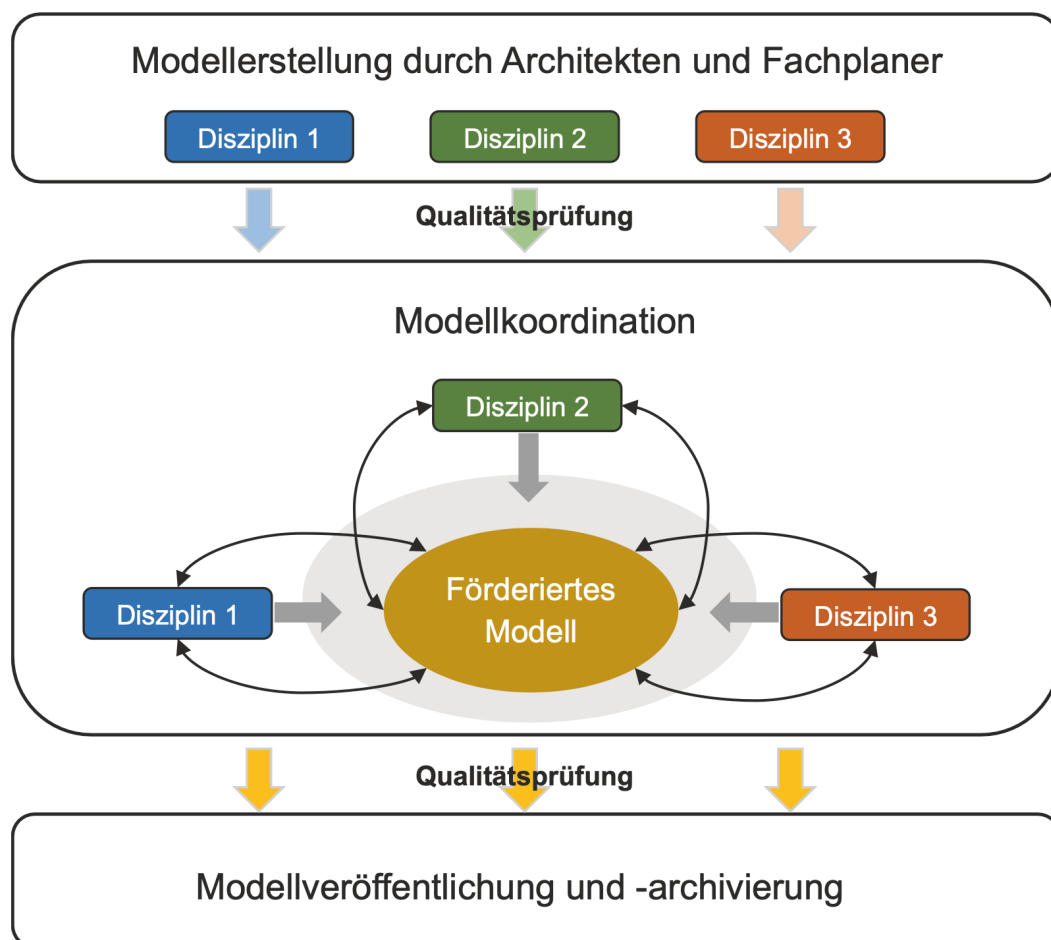 Modellerstellung durch Architekten und Fachplaner
Disziplin 1
Disziplin 2
Disziplin 3
Qualitätsprüfung
Modellkoordination
Disziplin 2
Förderiertes
Modell
Disziplin 1
Disziplin 3
Qualitätsprüfung
Modellveröffentlichung und -archivierung